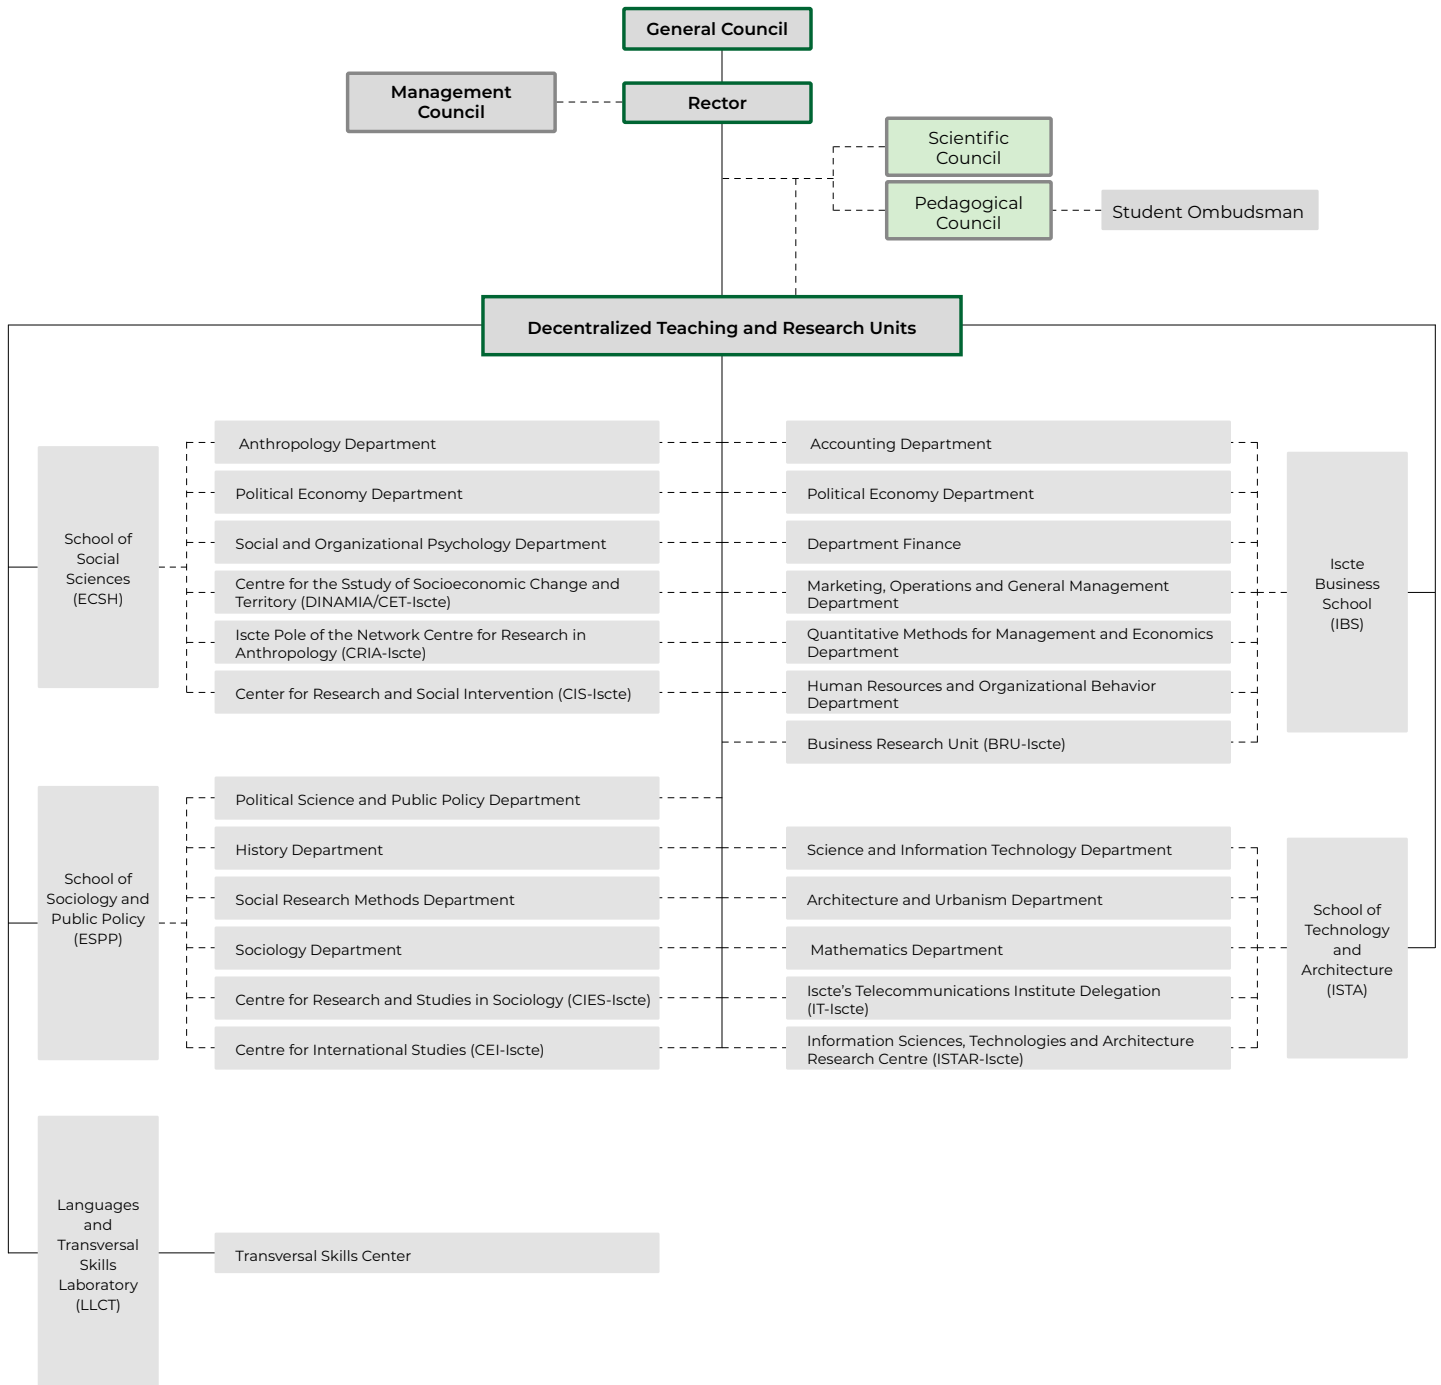 General Council
Management
Council
Rector
Scientific
Council
Pedagogical
Council
Student Ombudsman
Decentralized Teaching and Research Units
School of
Social
Sciences
(ECSH)
Anthropology Department
Political Economy Department
Social and Organizational Psychology Department
Centre for the Sstudy of Socioeconomic Change and
Territory (DINAMIA/CET-Iscte)
Iscte Pole of the Network Centre for Research in
Anthropology (CRIA-Iscte)
Center for Research and Social Intervention (CIS-Iscte)
Accounting Department
Political Economy Department
Department Finance
Marketing, Operations and General Management
Department
Quantitative Methods for Management and Economics
Department
Human Resources and Organizational Behavior
Department
Business Research Unit (BRU-Iscte)
Iscte
Business
School
(IBS)
School of
Sociology and
Public Policy
(ESPP)
Political Science and Public Policy Department
History Department
Social Research Methods Department
Sociology Department
Centre for Research and Studies in Sociology (CIES-Iscte)
Centre for International Studies (CEI-Iscte)
Science and Information Technology Department
Architecture and Urbanism Department
Mathematics Department
Iscte’s Telecommunications Institute Delegation
(IT-Iscte)
Information Sciences, Technologies and Architecture
Research Centre (ISTAR-Iscte)
School of
Technology
and
Architecture
(ISTA)
Languages
and
Transversal
Skills
Laboratory
(LLCT)
Transversal Skills Center